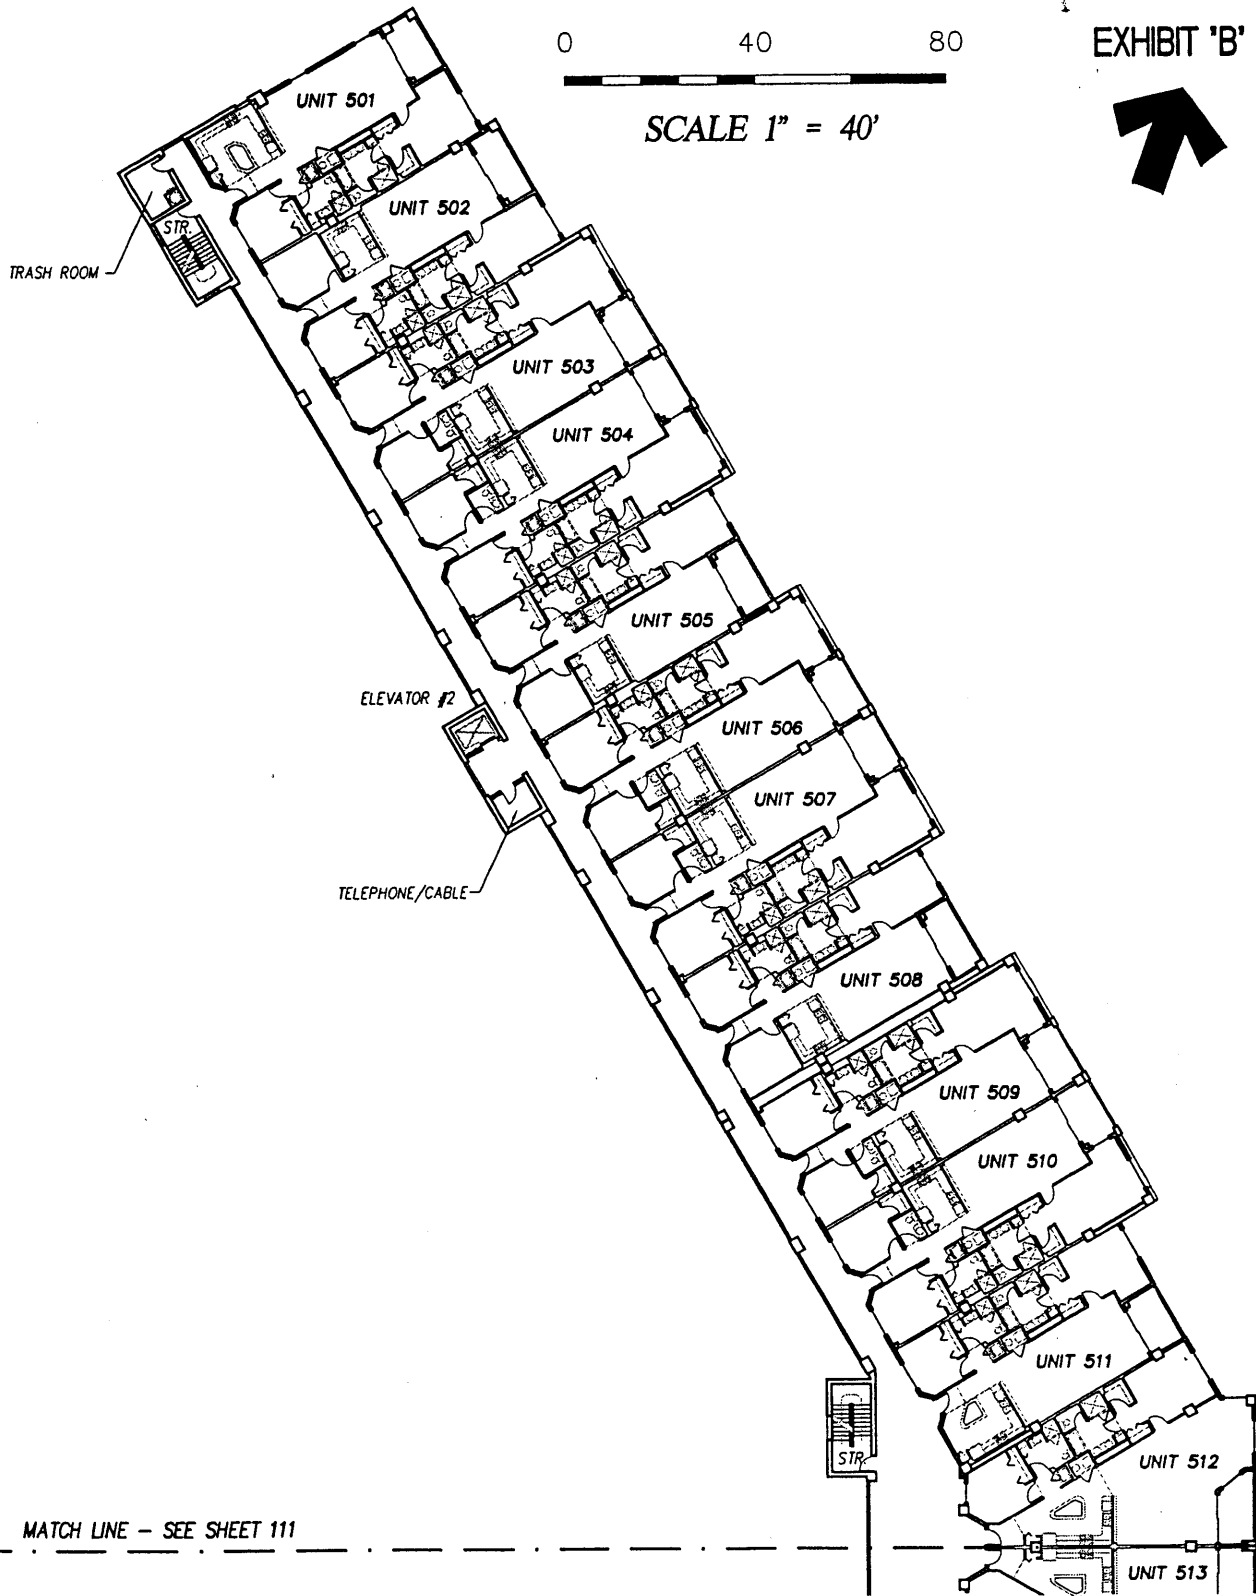 0 40 80
EXHIBIT 'B'
SCALE 1" = 40'
UNIT 501
UNIT 502
STR.
TRASH ROOM
UNIT 503
UNIT 504
UNIT 505
ELEVATOR #2
UNIT 506
UNIT 507
TELEPHONE/CABLE
UNIT 508
UNIT 509
UNIT 510
UNIT 511
STR.
UNIT 512
MATCH LINE - SEE SHEET 111
UNIT 513